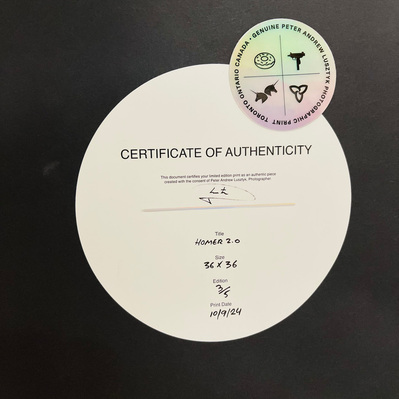 GENUINE PETER ANDREW LUSZTYK PHOTOGRAPHIC PRINT • TORONTO ONTARIO CANADA •
CERTIFICATE OF AUTHENTICITY
This document certifies your limited edition print as an authentic piece
created with the consent of Peter Andrew Lusztyk, Photographer
Title
HOMER 2.0
Size
36 x 36
Edition
3/5
Print Date
10/9/24